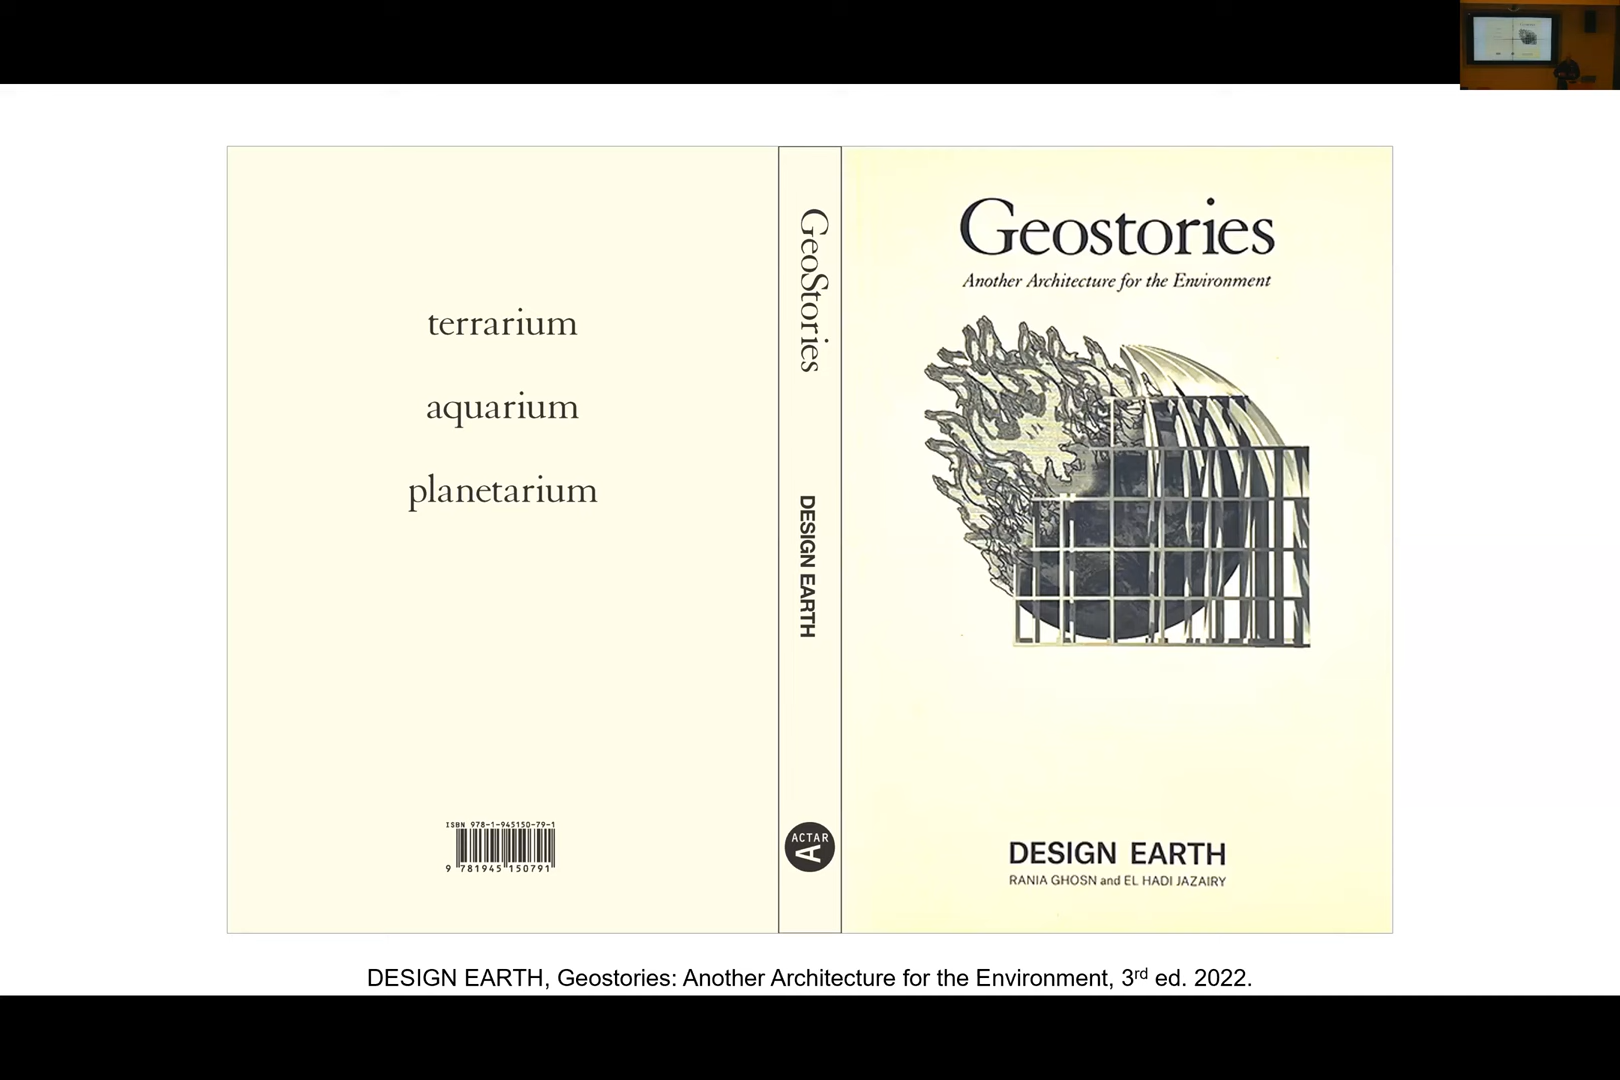 terrarium
aquarium
planetarium
ISBN 978-1-945150-79-1
9 781945 150791
GeoStories
DESIGN EARTH
ACTAR
A
Geostories
Another Architecture for the Environment
DESIGN EARTH
RANIA GHOSN and EL HADI JAZAIRY
DESIGN EARTH, Geostories: Another Architecture for the Environment, 3rd ed. 2022.